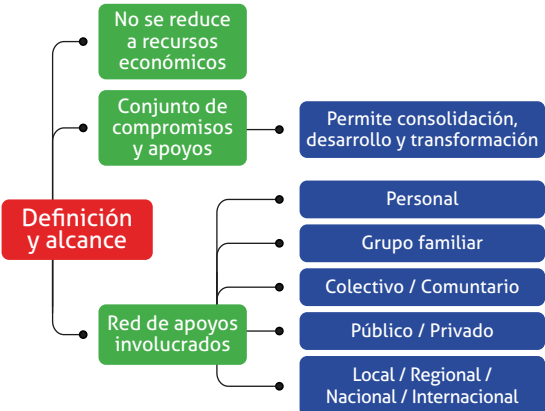 Definición
y alcance
No se reduce
a recursos
económicos
Conjunto de
compromisos
y apoyos
Permite consolidación,
desarrollo y transformación
Red de apoyos
involucrados
Personal
Grupo familiar
Colectivo / Comuntario
Público / Privado
Local / Regional /
Nacional / Internacional